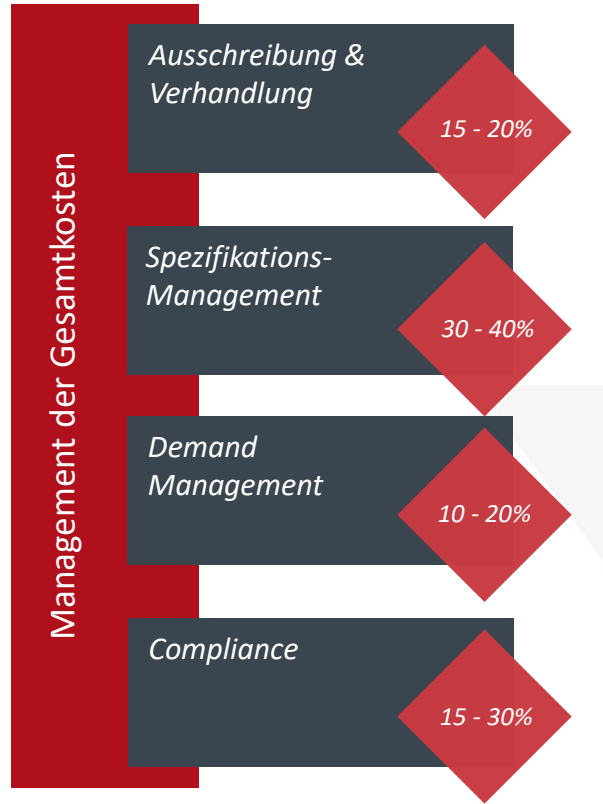 Management der Gesamtkosten
Ausschreibung &
Verhandlung
15 - 20%
Spezifikations-
Management
30 - 40%
Demand
Management
10 - 20%
Compliance
15 - 30%